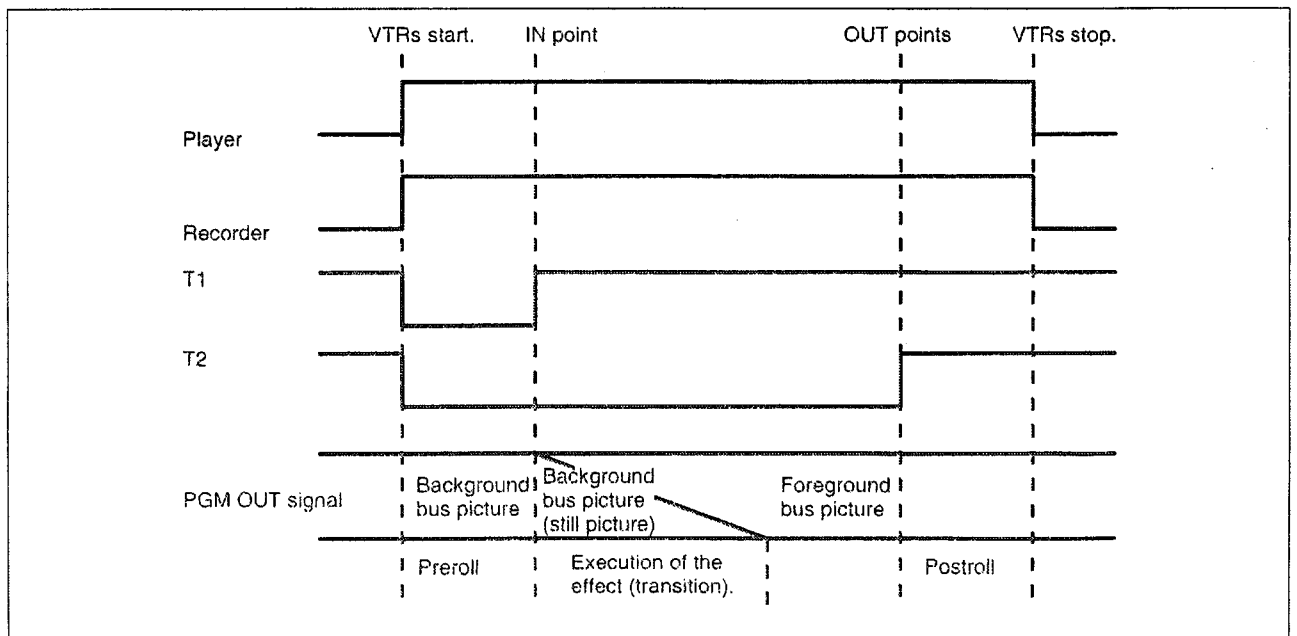 VTRs start. IN point OUT points VTRs stop.
Player
Recorder
T1
T2
PGM OUT signal
Background
bus picture
Background
bus picture
(still picture)
Foreground
bus picture
Preroll
Execution of the
effect (transition).
Postroll